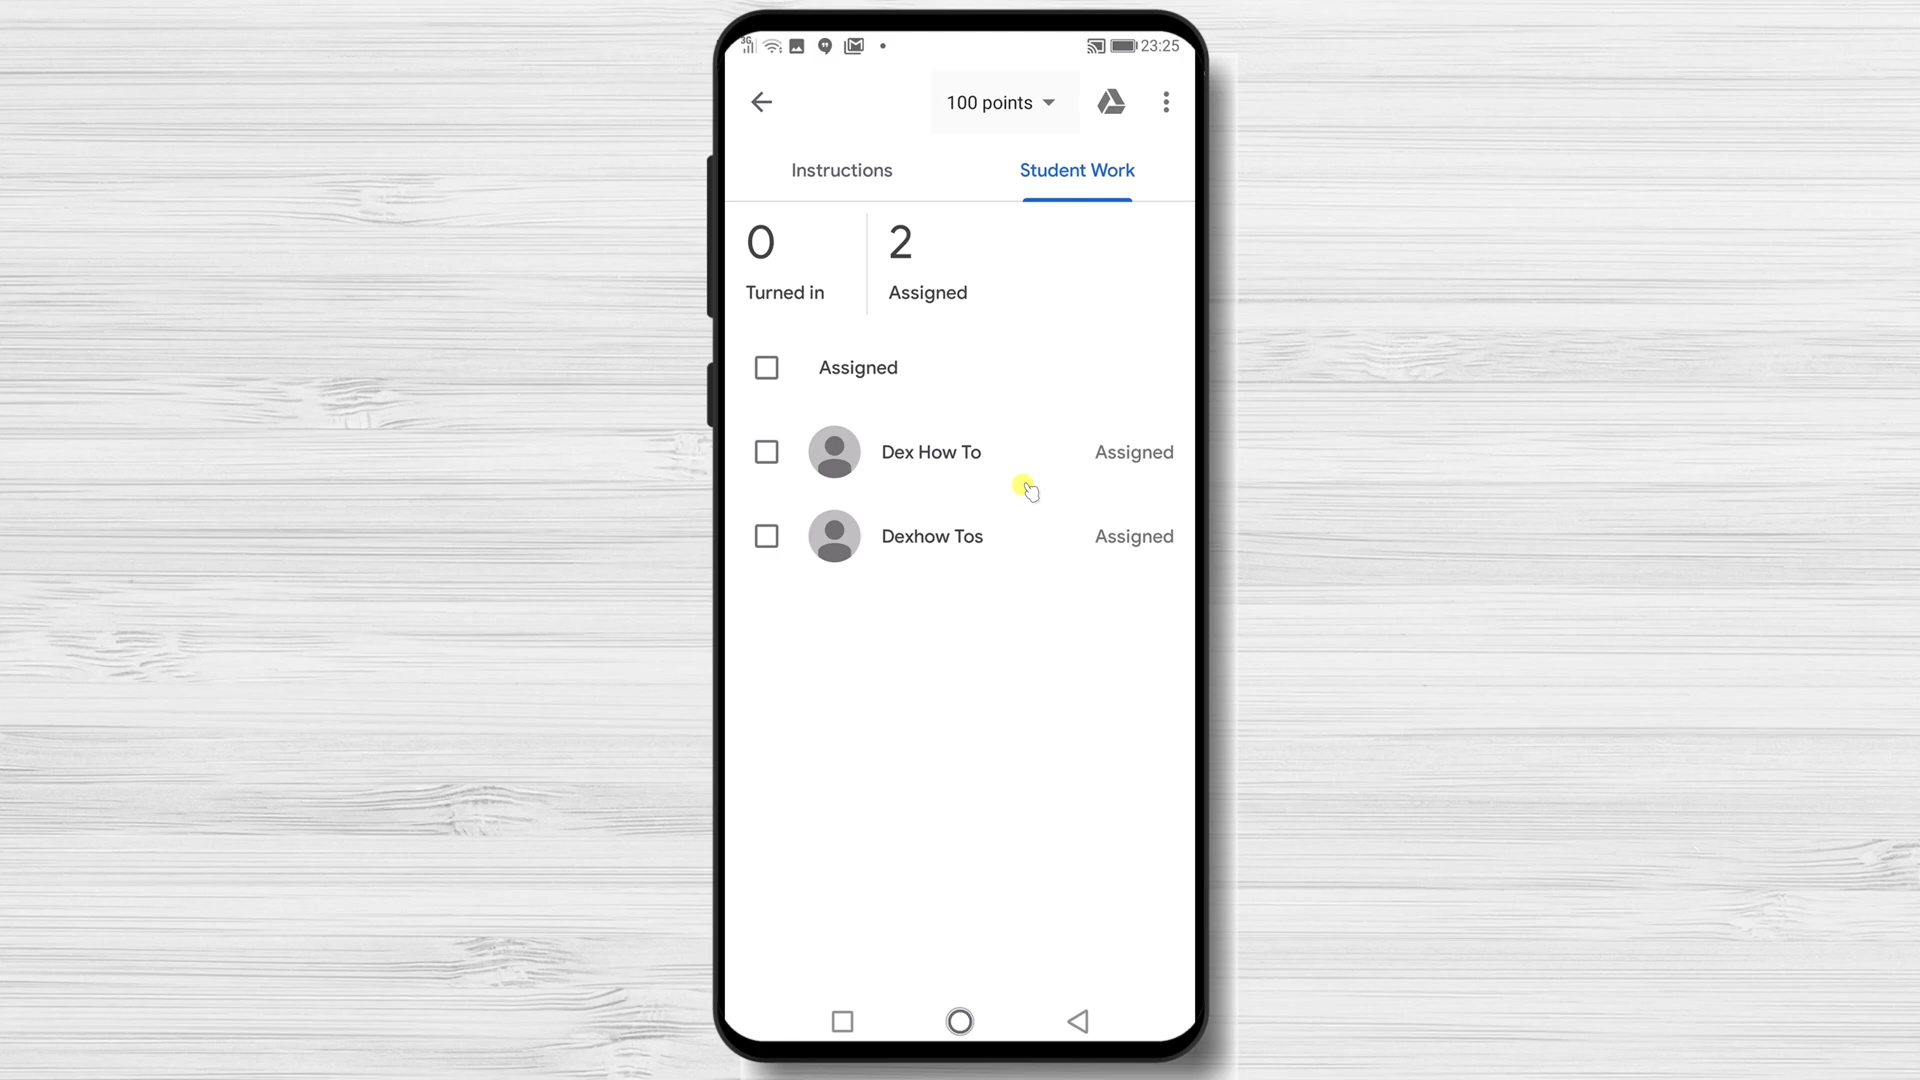 3G 23:25
100 points
Instructions Student Work
0 2
Turned in Assigned
Assigned
Dex How To Assigned
Dexhow Tos Assigned